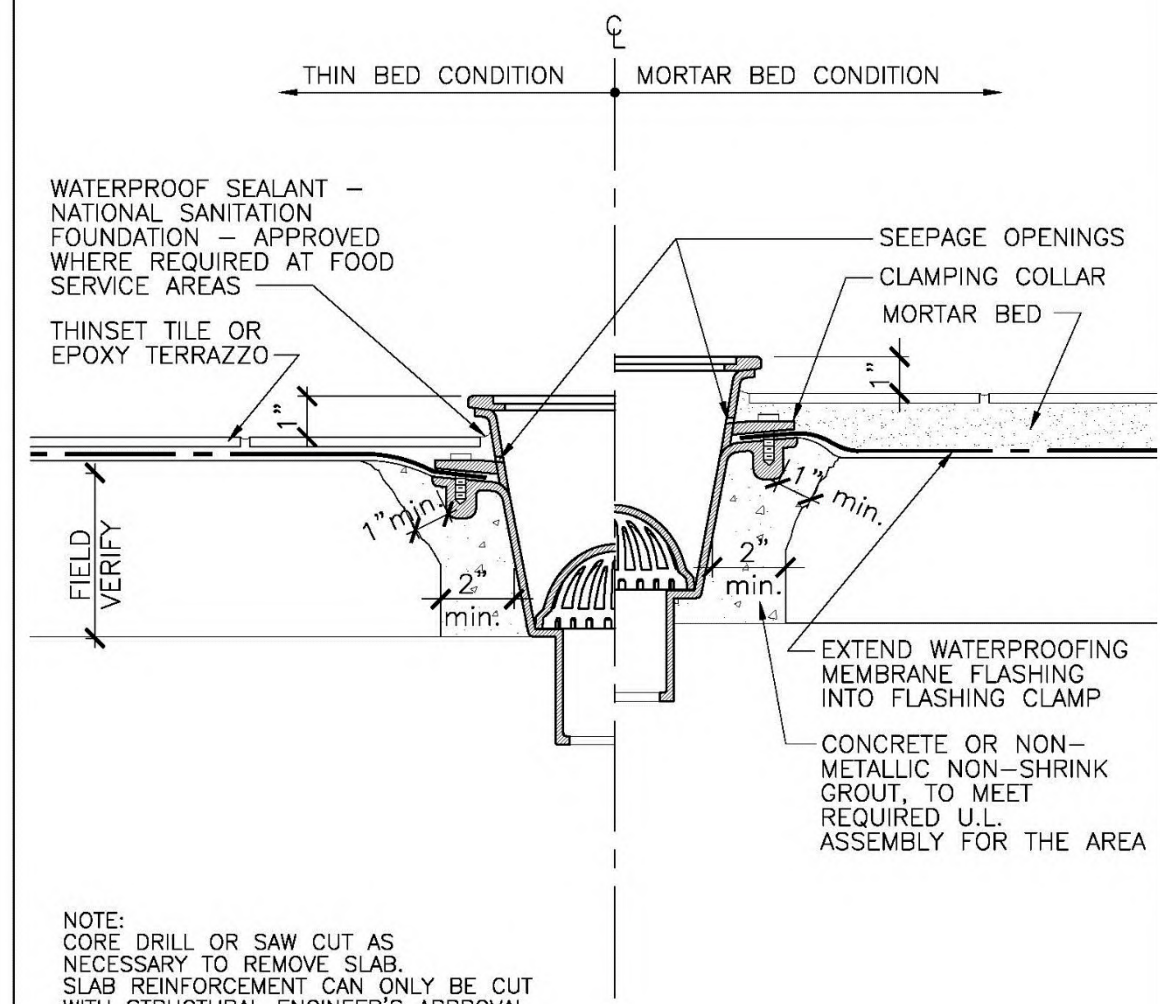 ℄
THIN BED CONDITION
MORTAR BED CONDITION
WATERPROOF SEALANT –
NATIONAL SANITATION
FOUNDATION – APPROVED
WHERE REQUIRED AT FOOD
SERVICE AREAS
THINSET TILE OR
EPOXY TERRAZZO
SEEPAGE OPENINGS
CLAMPING COLLAR
MORTAR BED
1"
1"
1" min.
1"
min.
FIELD
VERIFY
2"
min.
2"
min.
EXTEND WATERPROOFING
MEMBRANE FLASHING
INTO FLASHING CLAMP
CONCRETE OR NON–
METALLIC NON–SHRINK
GROUT, TO MEET
REQUIRED U.L.
ASSEMBLY FOR THE AREA
NOTE:
CORE DRILL OR SAW CUT AS
NECESSARY TO REMOVE SLAB.
SLAB REINFORCEMENT CAN ONLY BE CUT
WITH STRUCTURAL ENGINEER'S APPROVAL